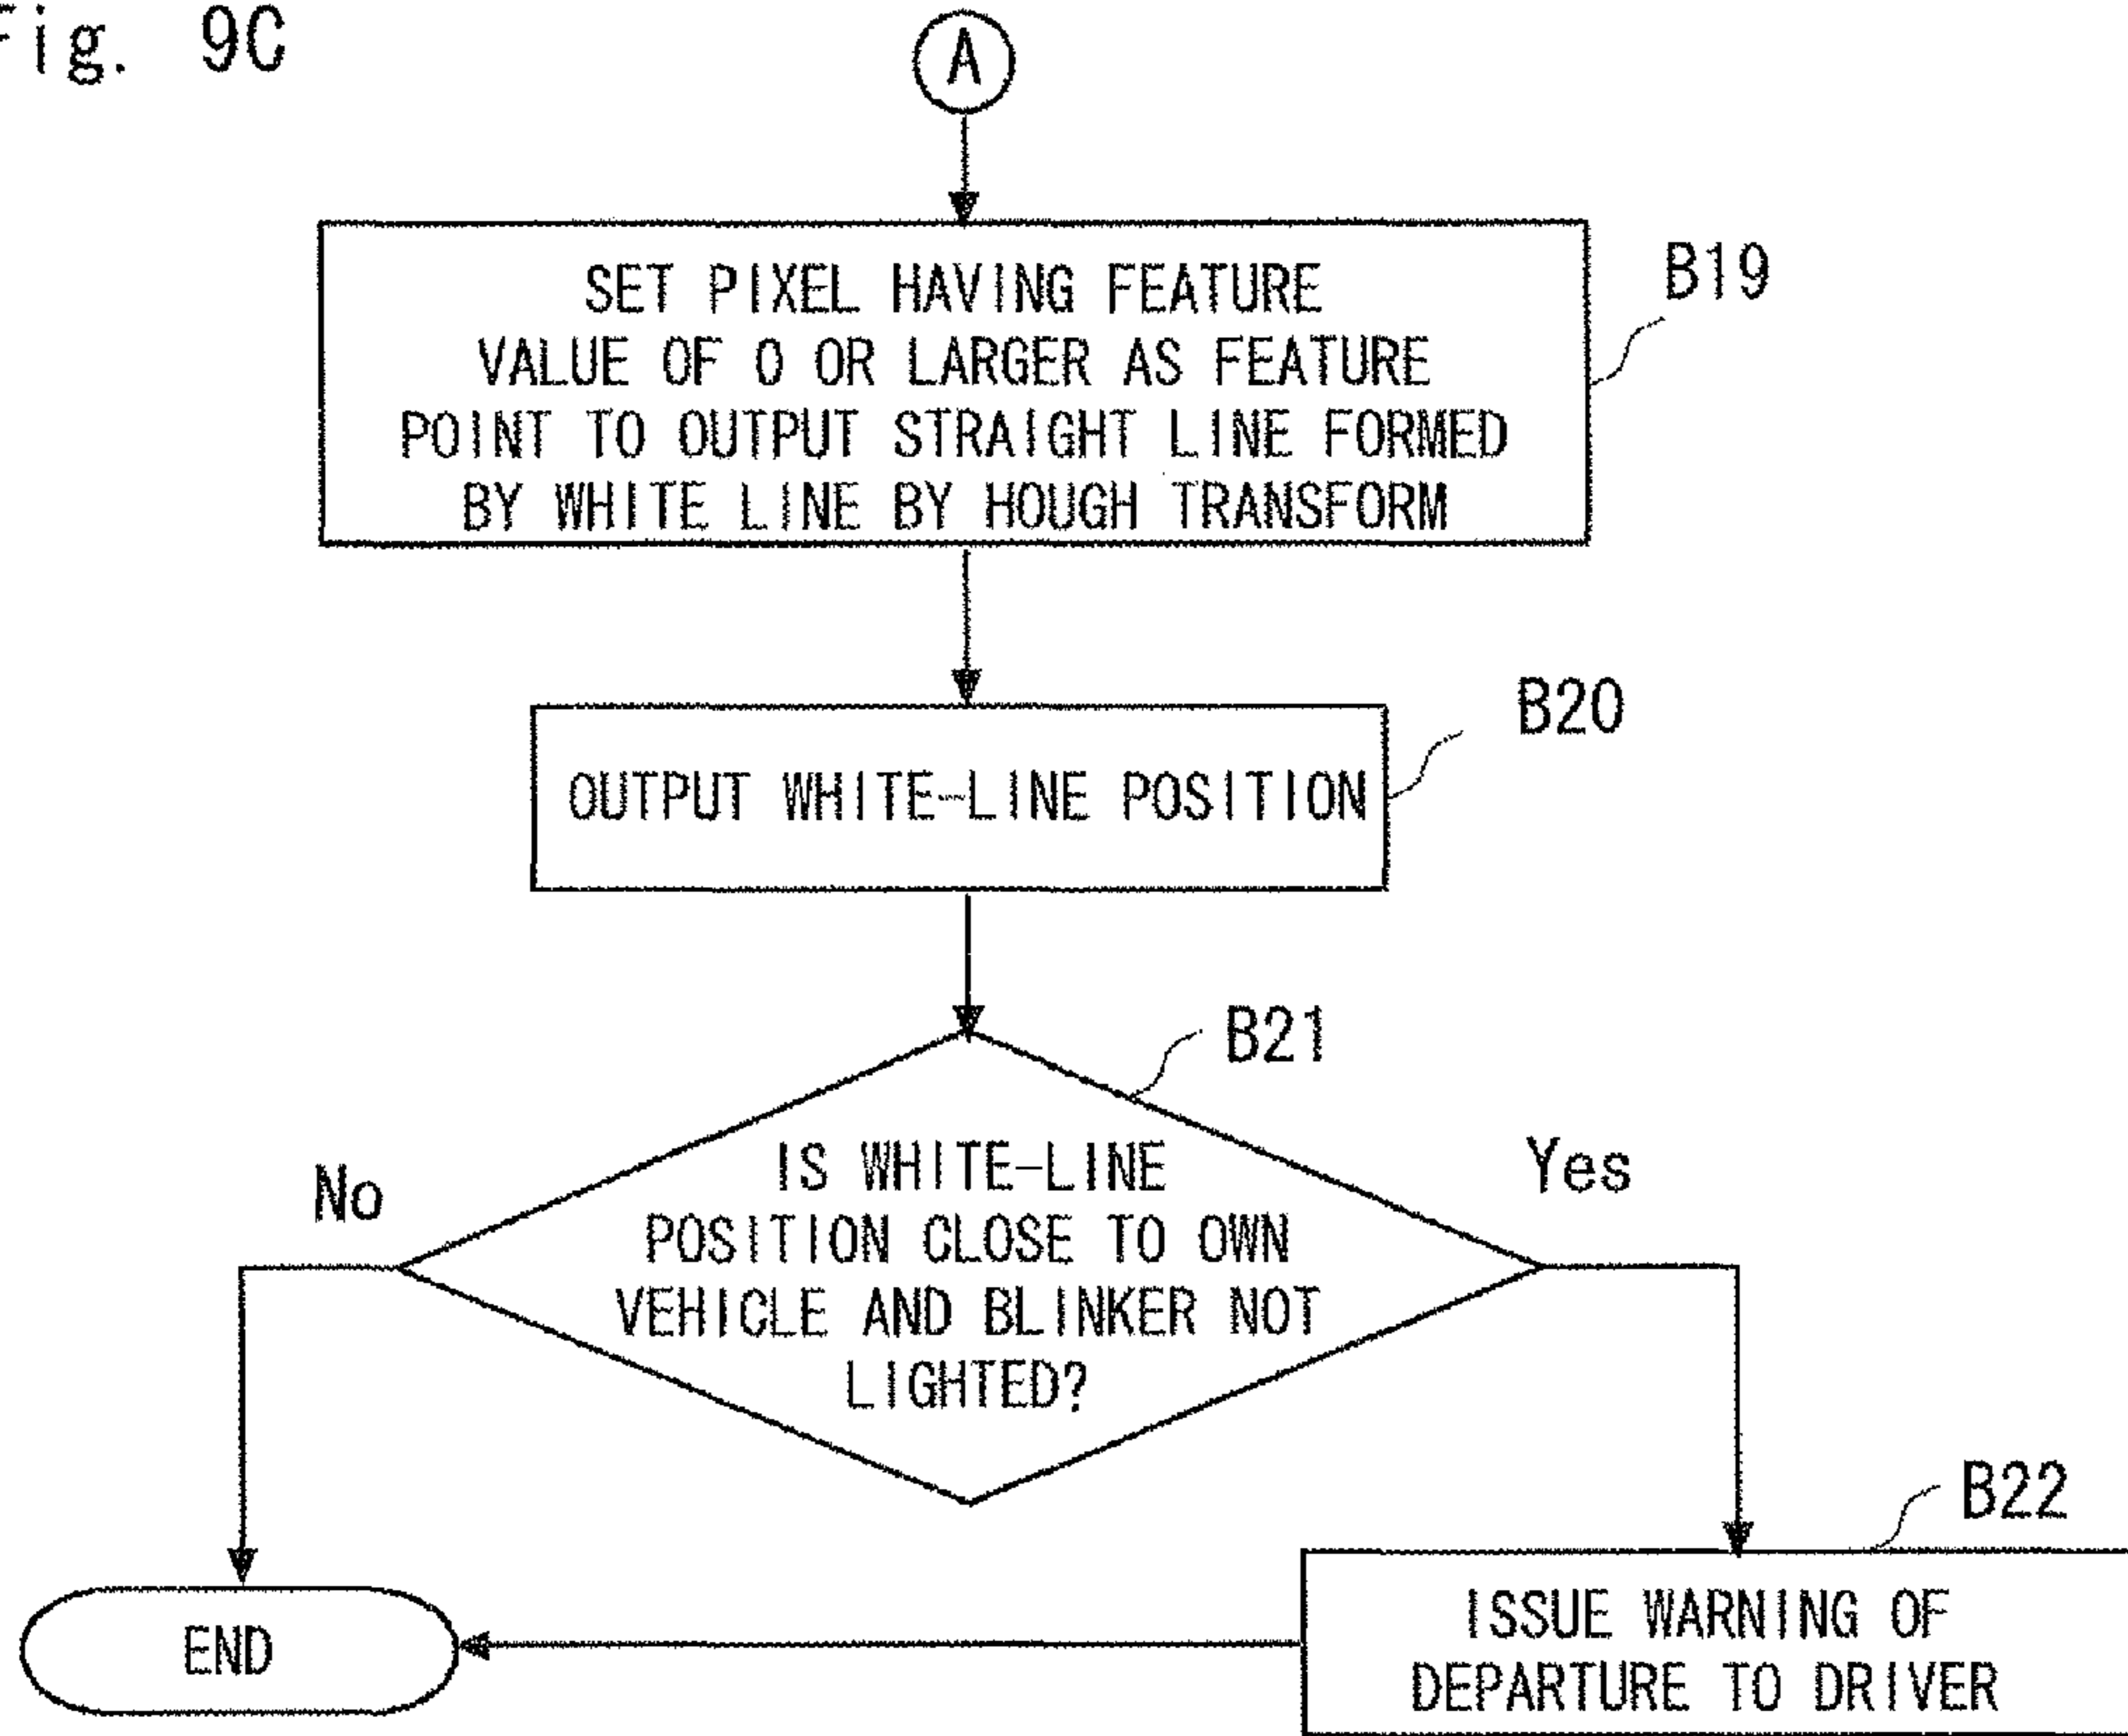 Fig. 9C
A
SET PIXEL HAVING FEATURE
VALUE OF 0 OR LARGER AS FEATURE
POINT TO OUTPUT STRAIGHT LINE FORMED
BY WHITE LINE BY HOUGH TRANSFORM
B19
OUTPUT WHITE-LINE POSITION
B20
B21
IS WHITE-LINE
POSITION CLOSE TO OWN
VEHICLE AND BLINKER NOT
LIGHTED?
No
Yes
B22
ISSUE WARNING OF
DEPARTURE TO DRIVER
END